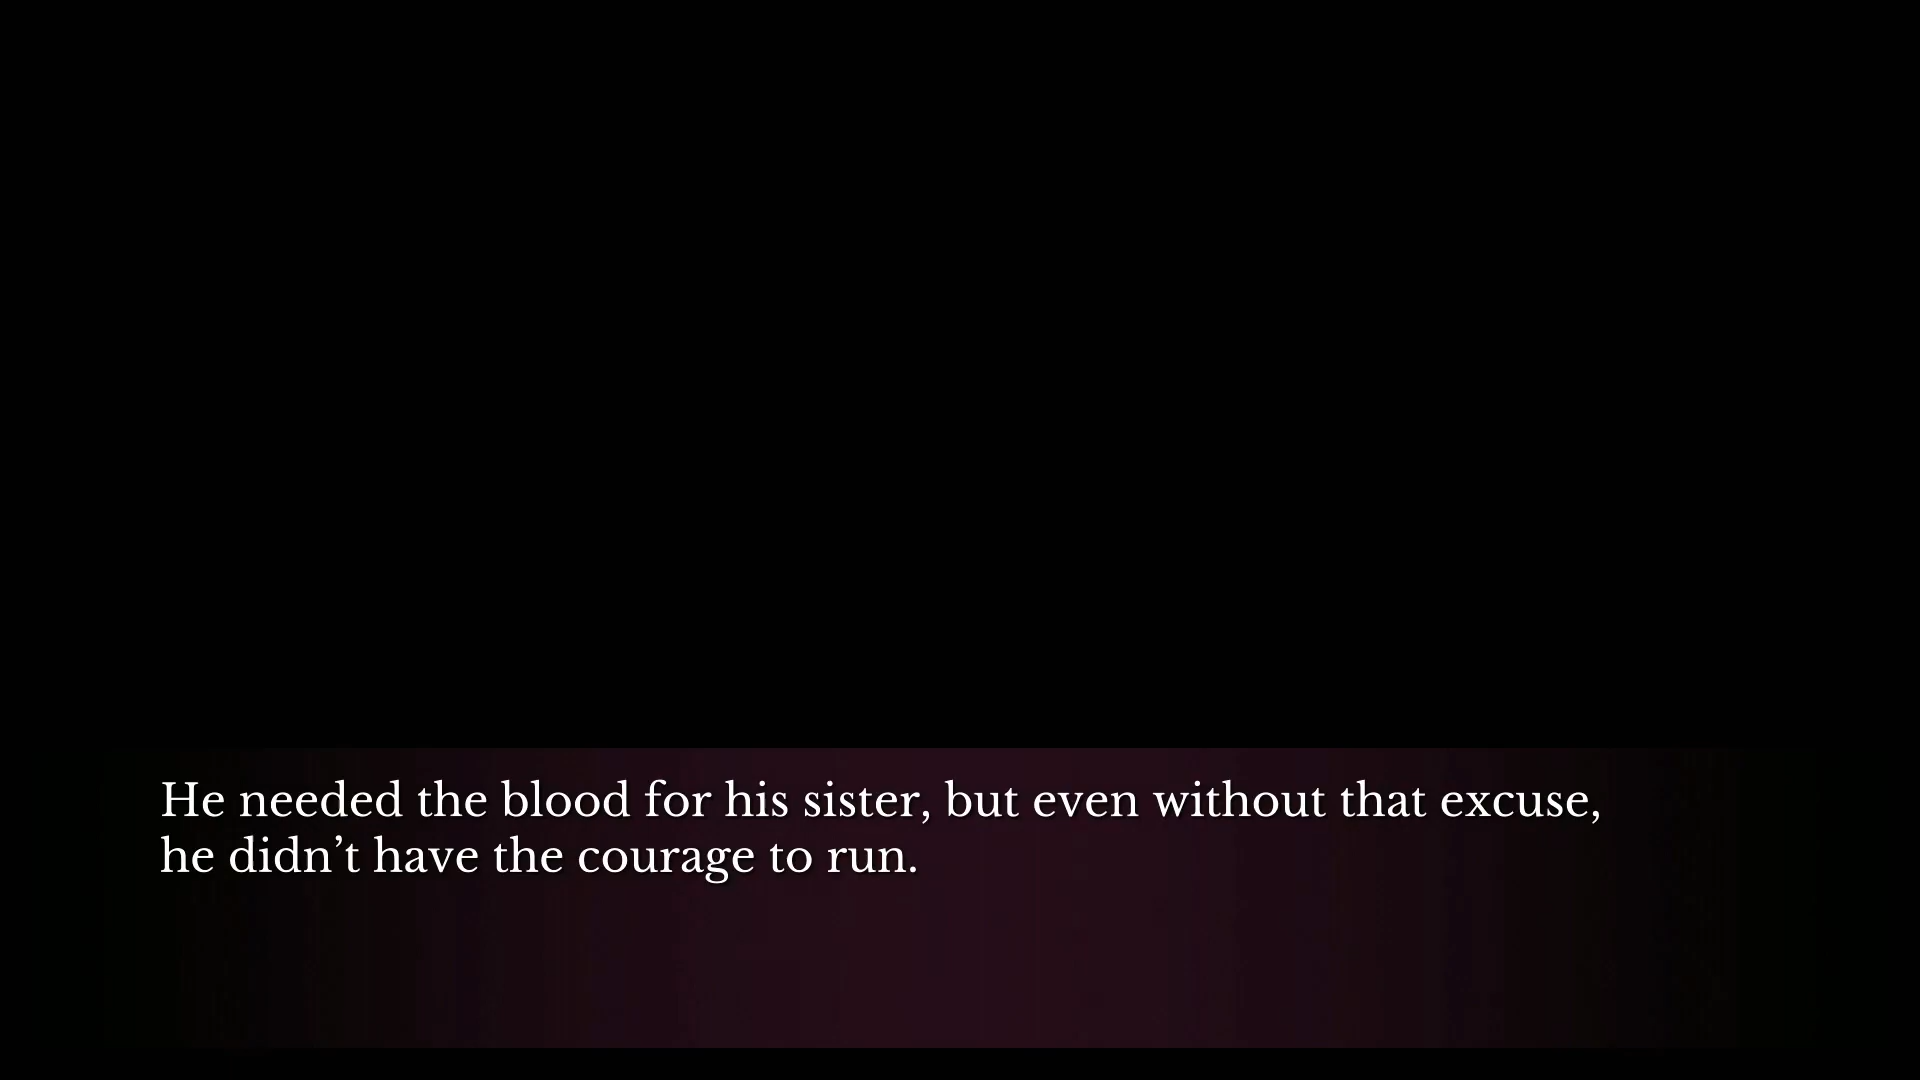 He needed the blood for his sister, but even without that excuse,
he didn’t have the courage to run.